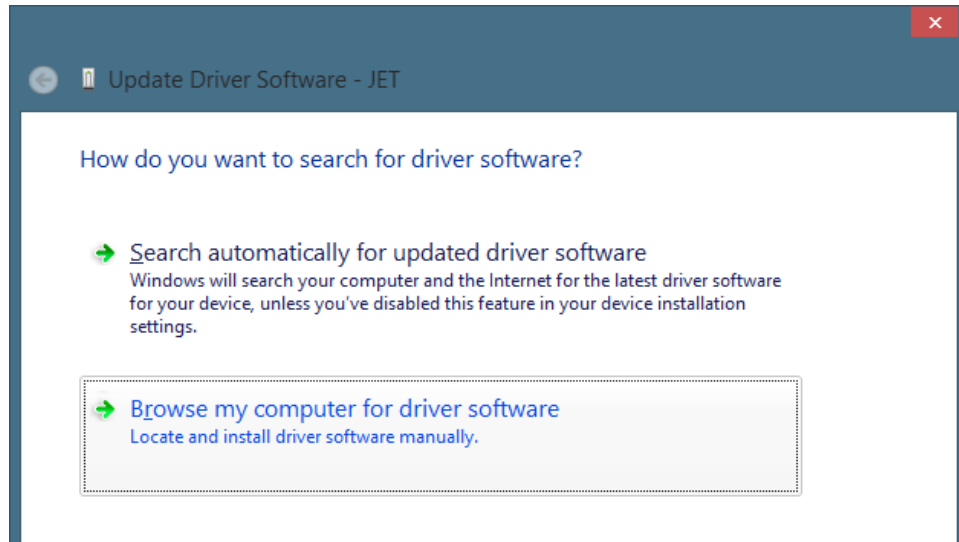 Update Driver Software - JET
How do you want to search for driver software?
Search automatically for updated driver software
Windows will search your computer and the Internet for the latest driver software
for your device, unless you've disabled this feature in your device installation
settings.
Browse my computer for driver software
Locate and install driver software manually.